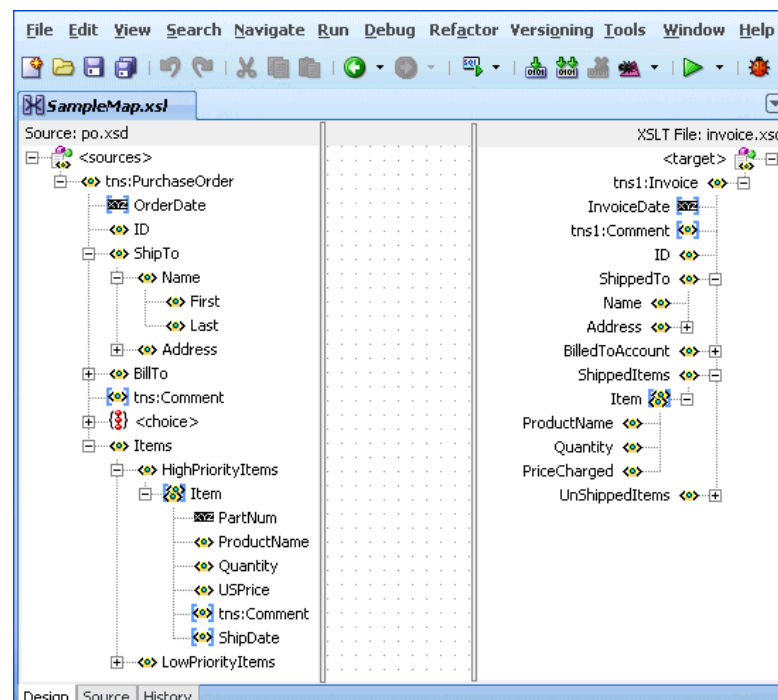 File Edit View Search Navigate Run Debug Refactor Versioning Tools Window Help
SampleMap.xsl
Source: po.xsd
XSLT File: invoice.xsd
<sources>
<target>
tns:PurchaseOrder
tns1:Invoice
OrderDate
InvoiceDate
ID
tns1:Comment
ShipTo
ID
Name
ShippedTo
First
Name
Last
Address
Address
BilledToAccount
BillTo
ShippedItems
tns:Comment
Item
<choice>
ProductName
Items
Quantity
HighPriorityItems
PriceCharged
Item
UnShippedItems
PartNum
ProductName
Quantity
USPrice
tns:Comment
ShipDate
LowPriorityItems
Design Source History